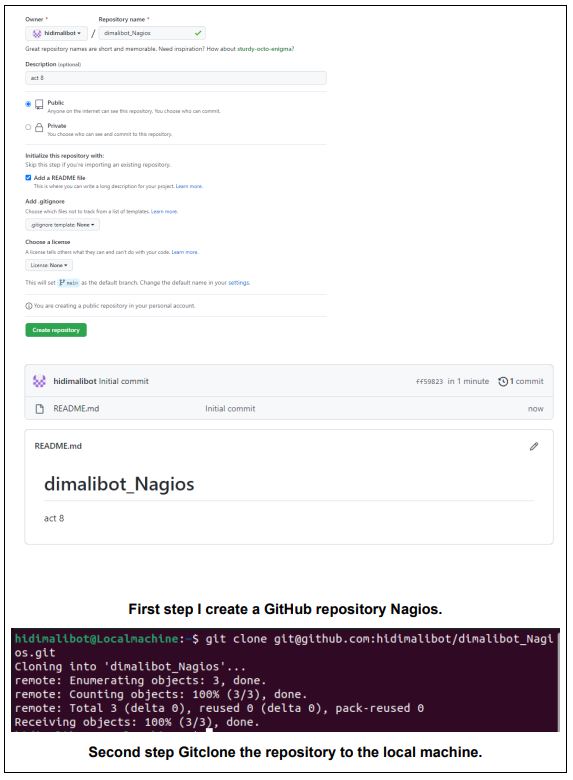 Owner * Repository name *
hidimalibot / dimalibot_Nagios
Great repository names are short and memorable. Need inspiration? How about sturdy-octo-enigma?
Description (optional)
act 8
Public
Anyone on the internet can see this repository. You choose who can commit.
Private
You choose who can see and commit to this repository.
Initialize this repository with:
Skip this step if you're importing an existing repository.
Add a README file
This is where you can write a long description for your project. Learn more.
Add .gitignore
Choose which files not to track from a list of templates. Learn more.
.gitignore template: None
Choose a license
A license tells others what they can and can't do with your code. Learn more.
License: None
This will set main as the default branch. Change the default name in your settings.
You are creating a public repository in your personal account.
Create repository
hidimalibot Initial commit ff59823 in 1 minute 1 commit
README.md Initial commit now
README.md
dimalibot_Nagios
act 8
First step I create a GitHub repository Nagios.
hidimalibot@Localmachine:~$ git clone git@github.com:hidimalibot/dimalibot_Nagi
os.git
Cloning into 'dimalibot_Nagios'...
remote: Enumerating objects: 3, done.
remote: Counting objects: 100% (3/3), done.
remote: Total 3 (delta 0), reused 0 (delta 0), pack-reused 0
Receiving objects: 100% (3/3), done.
Second step Gitclone the repository to the local machine.